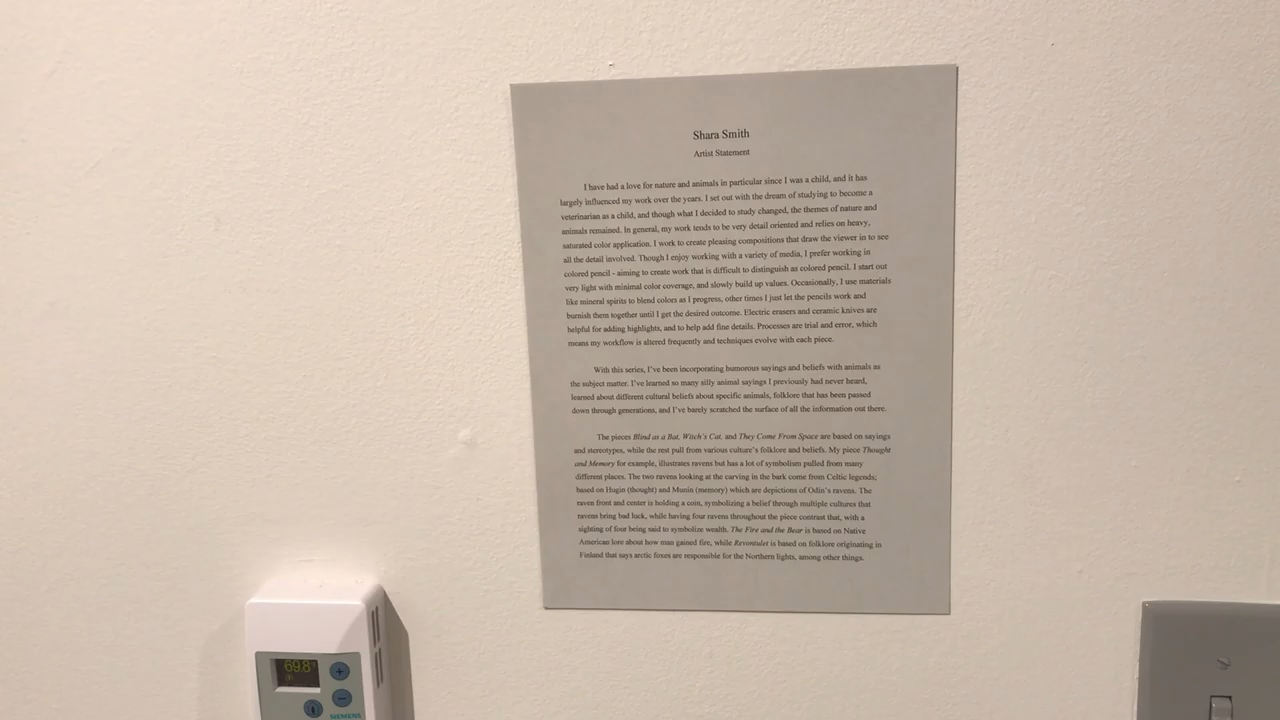 Shara Smith
Artist Statement
I have had a love for nature and animals in particular since I was a child, and it has
largely influenced my work over the years. I set out with the dream of studying to become a
veterinarian as a child, and though what I decided to study changed, the themes of nature and
animals remained. In general, my work tends to be very detail oriented and relies on heavy,
saturated color application. I work to create pleasing compositions that draw the viewer in to see
all the detail involved. Though I enjoy working with a variety of media, I prefer working in
colored pencil - aiming to create work that is difficult to distinguish as colored pencil. I start out
very light with minimal color coverage, and slowly build up values. Occasionally, I use materials
like mineral spirits to blend colors as I progress, other times I just let the pencils work and
burnish them together until I get the desired outcome. Electric erasers and ceramic knives are
helpful for adding highlights, and to help add fine details. Processes are trial and error, which
means my workflow is altered frequently and techniques evolve with each piece.
With this series, I've been incorporating humorous sayings and beliefs with animals as
the subject matter. I've learned so many silly animal sayings I previously had never heard,
learned about different cultural beliefs about specific animals, folklore that has been passed
down through generations, and I've barely scratched the surface of all the information out there.
The pieces Blind as a Bat, Witch's Cat, and They Come From Space are based on sayings
and stereotypes, while the rest pull from various culture's folklore and beliefs. My piece Thought
and Memory for example, illustrates ravens but has a lot of symbolism pulled from many
different places. The two ravens looking at the carving in the bark come from Celtic legends;
based on Hugin (thought) and Munin (memory) which are depictions of Odin's ravens. The
raven front and center is holding a coin, symbolizing a belief through multiple cultures that
ravens bring bad luck, while having four ravens throughout the piece contrast that, with a
sighting of four being said to symbolize wealth. The Fire and the Bear is based on Native
American lore about how man gained fire, while Revontulet is based on folklore originating in
Finland that says arctic foxes are responsible for the Northern lights, among other things.
69.8°
+
−
SIEMENS